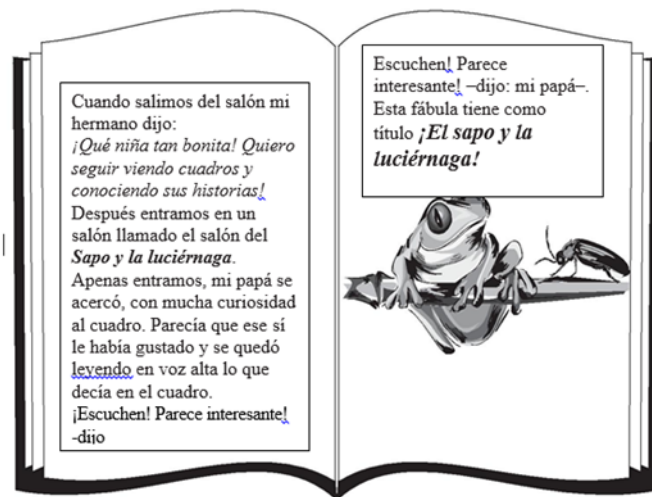 Cuando salimos del salón mi
hermano dijo:
¡Qué niña tan bonita! Quiero
seguir viendo cuadros y
conociendo sus historias!
Después entramos en un
salón llamado el salón del
Sapo y la luciérnaga.
Apenas entramos, mi papá se
acercó, con mucha curiosidad
al cuadro. Parecía que ese sí
le había gustado y se quedó
leyendo en voz alta lo que
decía en el cuadro.
¡Escuchen! Parece interesante!
-dijo
Escuchen! Parece
interesante! –dijo: mi papá–.
Esta fábula tiene como
título ¡El sapo y la
luciérnaga!